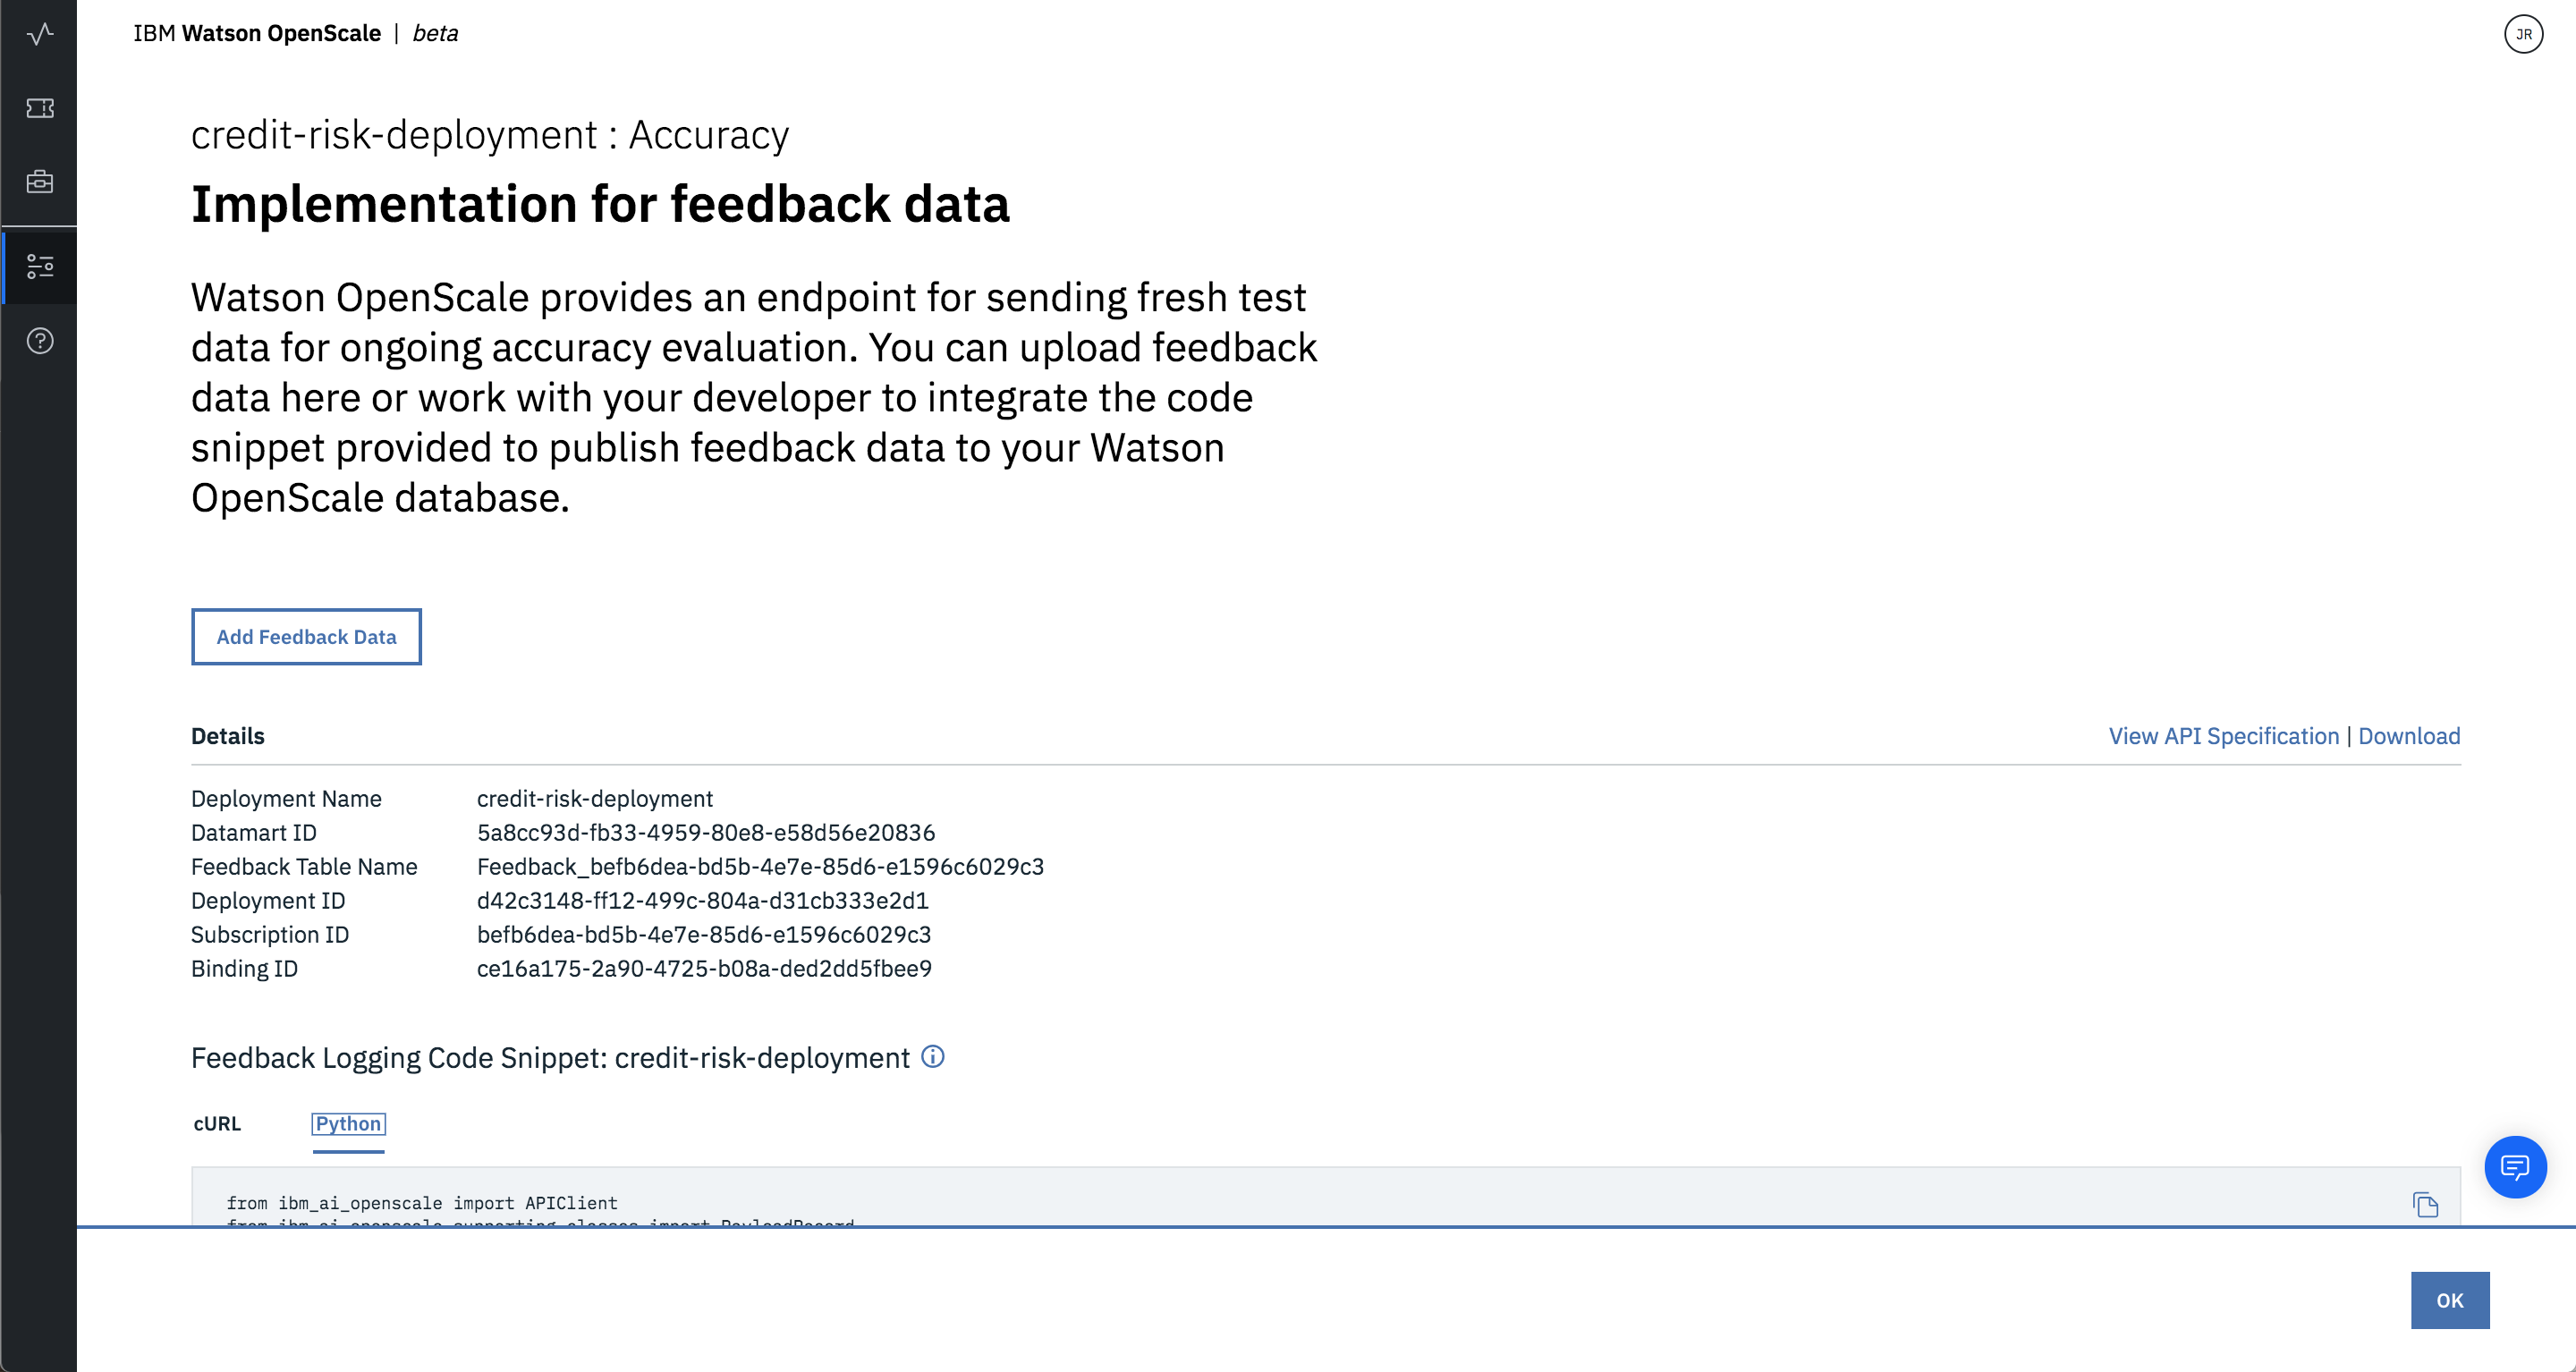 IBM Watson OpenScale | beta
JR
credit-risk-deployment : Accuracy
Implementation for feedback data
Watson OpenScale provides an endpoint for sending fresh test
data for ongoing accuracy evaluation. You can upload feedback
data here or work with your developer to integrate the code
snippet provided to publish feedback data to your Watson
OpenScale database.
Add Feedback Data
Details
View API Specification | Download
Deployment Name credit-risk-deployment
Datamart ID 5a8cc93d-fb33-4959-80e8-e58d56e20836
Feedback Table Name Feedback_befb6dea-bd5b-4e7e-85d6-e1596c6029c3
Deployment ID d42c3148-ff12-499c-804a-d31cb333e2d1
Subscription ID befb6dea-bd5b-4e7e-85d6-e1596c6029c3
Binding ID ce16a175-2a90-4725-b08a-ded2dd5fbee9
Feedback Logging Code Snippet: credit-risk-deployment
cURL Python
from ibm_ai_openscale import APIClient
from ibm_ai_openscale.supporting_classes import PayloadRecord
OK